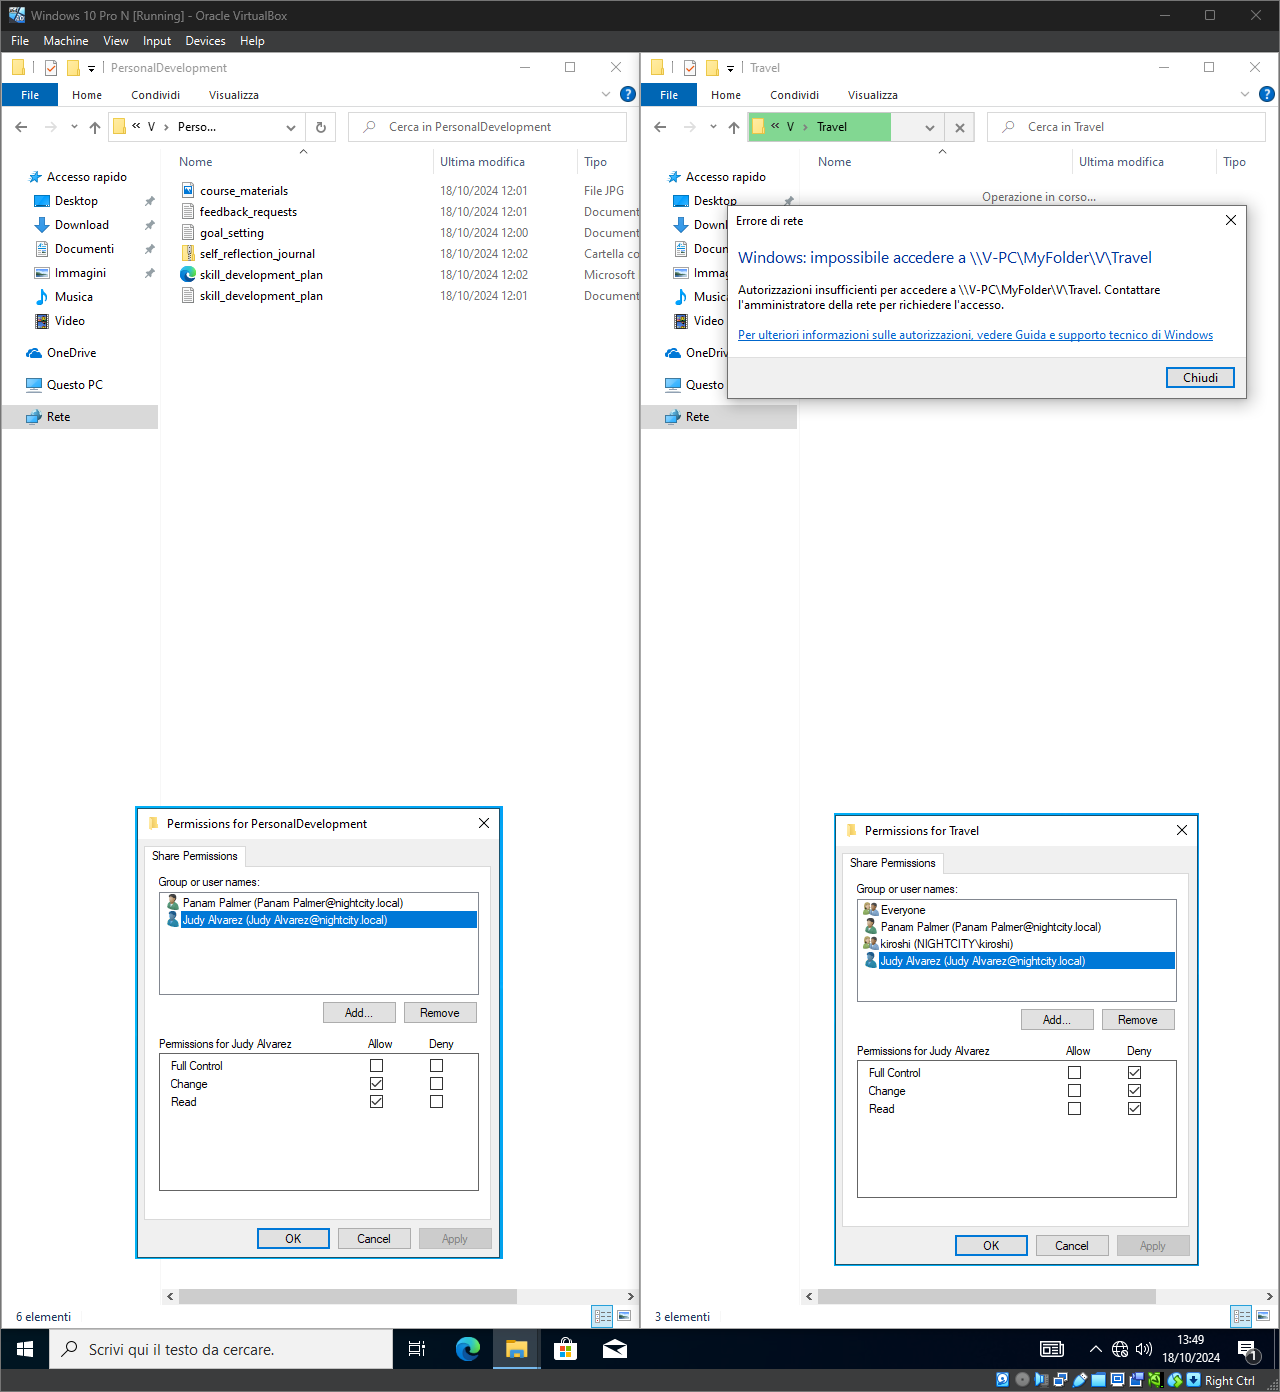 Windows 10 Pro N [Running] - Oracle VirtualBox
File Machine View Input Devices Help
PersonalDevelopment
File Home Condividi Visualizza
« V › Perso...
Cerca in PersonalDevelopment
Accesso rapido
Desktop
Download
Documenti
Immagini
Musica
Video
OneDrive
Questo PC
Rete
Nome Ultima modifica Tipo
course_materials 18/10/2024 12:01 File JPG
feedback_requests 18/10/2024 12:01 Document
goal_setting 18/10/2024 12:00 Document
self_reflection_journal 18/10/2024 12:02 Cartella co
skill_development_plan 18/10/2024 12:02 Microsoft
skill_development_plan 18/10/2024 12:01 Document
Permissions for PersonalDevelopment
Share Permissions
Group or user names:
Panam Palmer (Panam Palmer@nightcity.local)
Judy Alvarez (Judy Alvarez@nightcity.local)
Add... Remove
Permissions for Judy Alvarez Allow Deny
Full Control
Change
Read
OK Cancel Apply
6 elementi
Travel
File Home Condividi Visualizza
« V › Travel
Cerca in Travel
Nome Ultima modifica Tipo
Operazione in corso...
Accesso rapido
Desktop
Downl
Docun
Immag
Musica
Video
OneDriv
Questo
Rete
Errore di rete
Windows: impossibile accedere a \\V-PC\MyFolder\V\Travel
Autorizzazioni insufficienti per accedere a \\V-PC\MyFolder\V\Travel. Contattare
l'amministratore della rete per richiedere l'accesso.
Per ulteriori informazioni sulle autorizzazioni, vedere Guida e supporto tecnico di Windows
Chiudi
Permissions for Travel
Share Permissions
Group or user names:
Everyone
Panam Palmer (Panam Palmer@nightcity.local)
kiroshi (NIGHTCITY\kiroshi)
Judy Alvarez (Judy Alvarez@nightcity.local)
Add... Remove
Permissions for Judy Alvarez Allow Deny
Full Control
Change
Read
OK Cancel Apply
3 elementi
Scrivi qui il testo da cercare.
13:49
18/10/2024
1
Right Ctrl